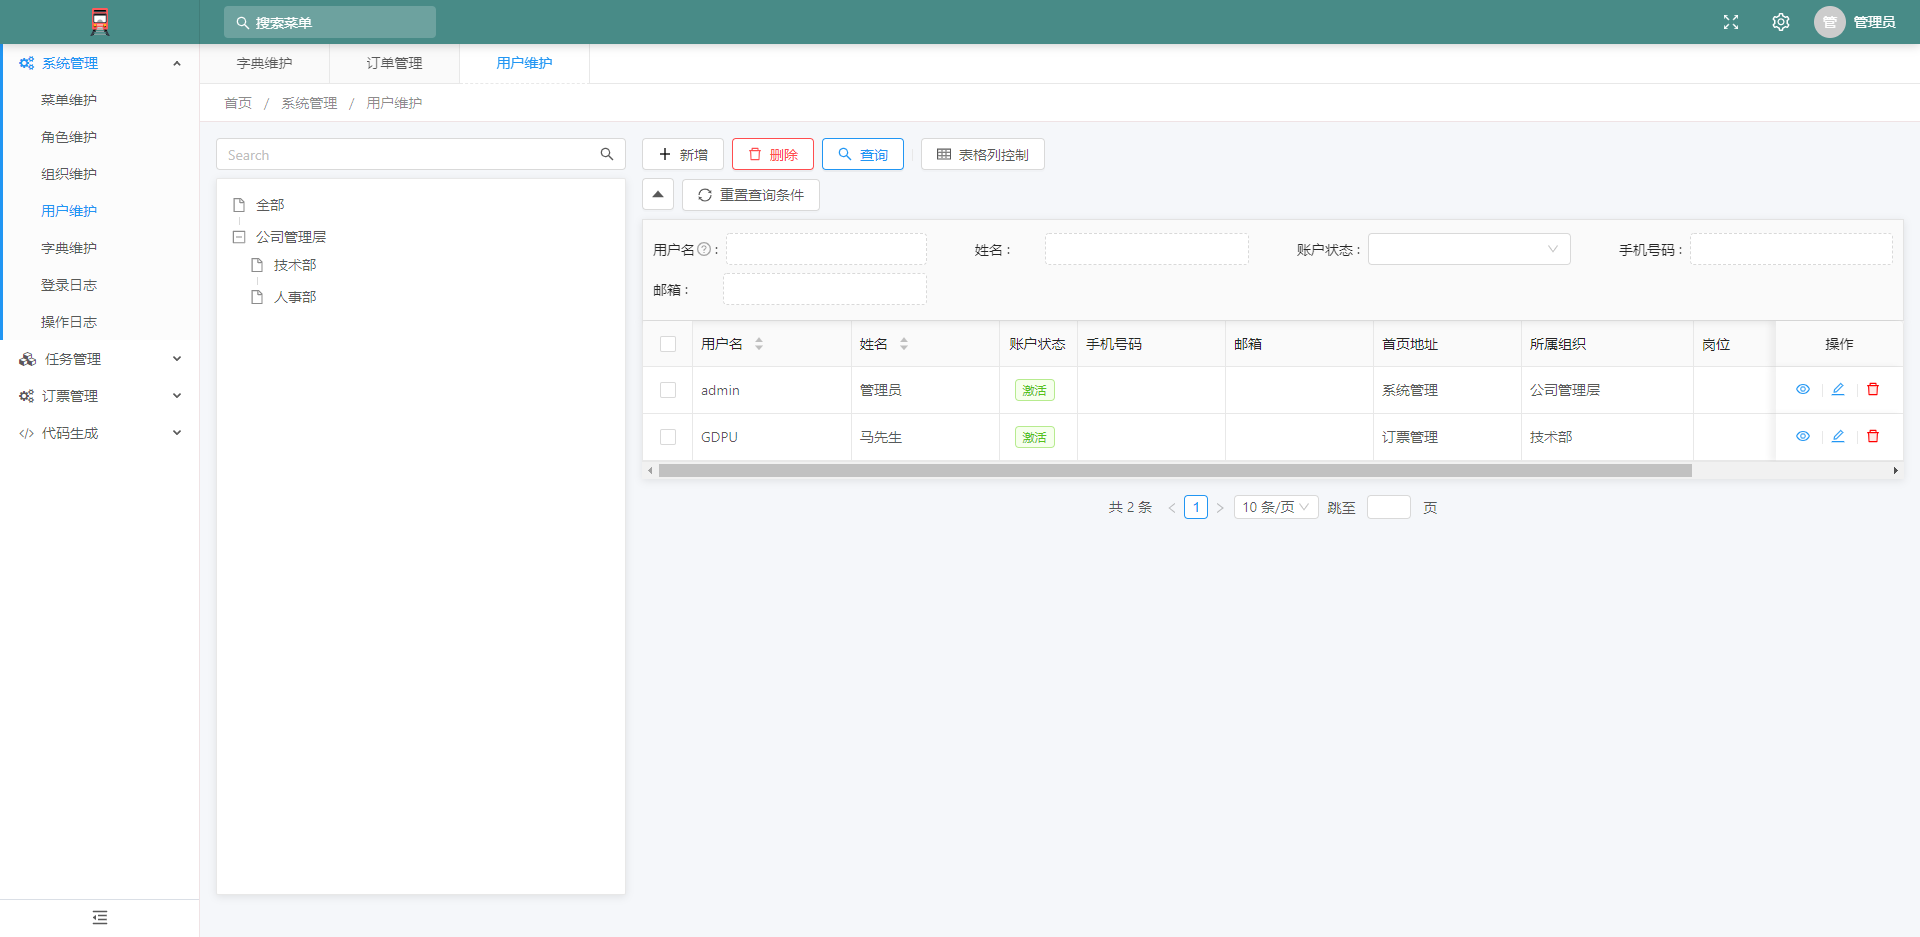 搜索菜单
管 管理员
系统管理
菜单维护
角色维护
组织维护
用户维护
字典维护
登录日志
操作日志
任务管理
订票管理
代码生成
字典维护 订单管理 用户维护
首页 / 系统管理 / 用户维护
Search
全部
公司管理层
技术部
人事部
新增 删除 查询 表格列控制
重置查询条件
用户名 : 姓名 : 账户状态 : 手机号码 :
邮箱 :
用户名 姓名 账户状态 手机号码 邮箱 首页地址 所属组织 岗位 操作
admin 管理员 激活 系统管理 公司管理层
GDPU 马先生 激活 订票管理 技术部
共 2 条 1 10 条/页 跳至 页